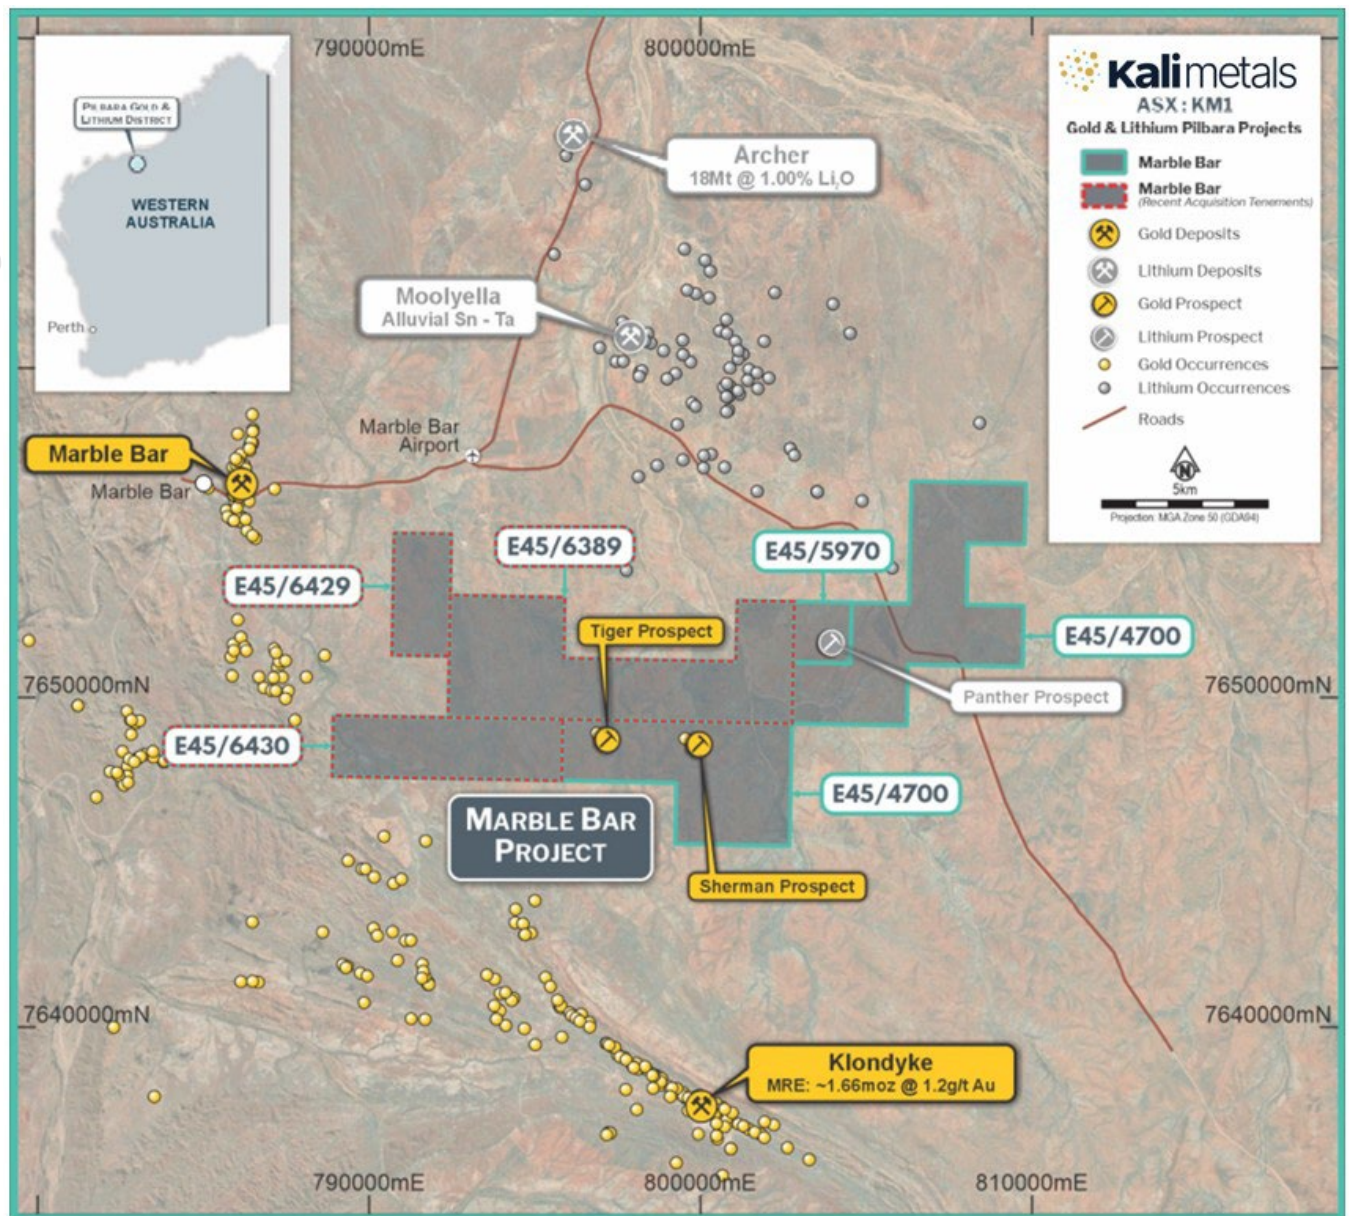 790000mE
800000mE
PILBARA GOLD &
LITHIUM DISTRICT
WESTERN
AUSTRALIA
Perth
Kalimetals
ASX : KM1
Gold & Lithium Pilbara Projects
Marble Bar
Marble Bar
(Recent Acquisition Tenements)
Gold Deposits
Lithium Deposits
Gold Prospect
Lithium Prospect
Gold Occurrences
Lithium Occurrences
Roads
N
5km
Projection: MGA Zone 50 (GDA94)
Archer
18Mt @ 1.00% Li₂O
Moolyella
Alluvial Sn - Ta
Marble Bar
Airport
Marble Bar
Marble Bar
E45/6389
E45/5970
E45/6429
Tiger Prospect
E45/4700
7650000mN
7650000mN
Panther Prospect
E45/6430
E45/4700
MARBLE BAR
PROJECT
Sherman Prospect
7640000mN
7640000mN
Klondyke
MRE: ~1.66moz @ 1.2g/t Au
790000mE
800000mE
810000mE